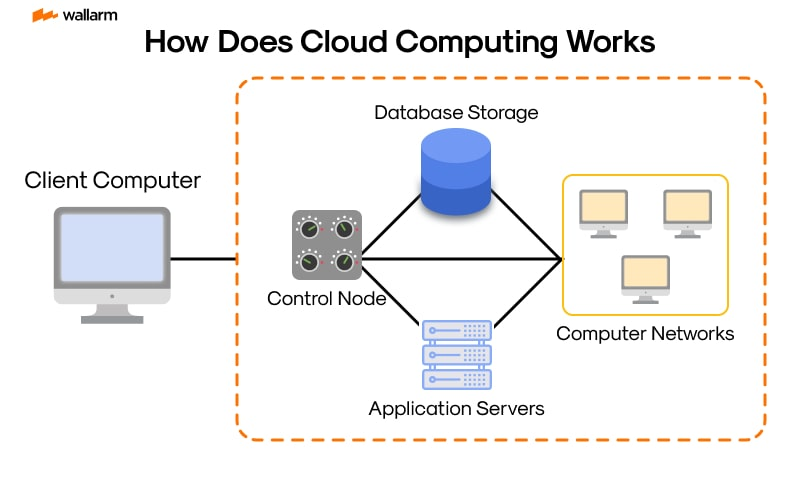 wallarm
How Does Cloud Computing Works
Database Storage
Client Computer
Control Node
Computer Networks
Application Servers